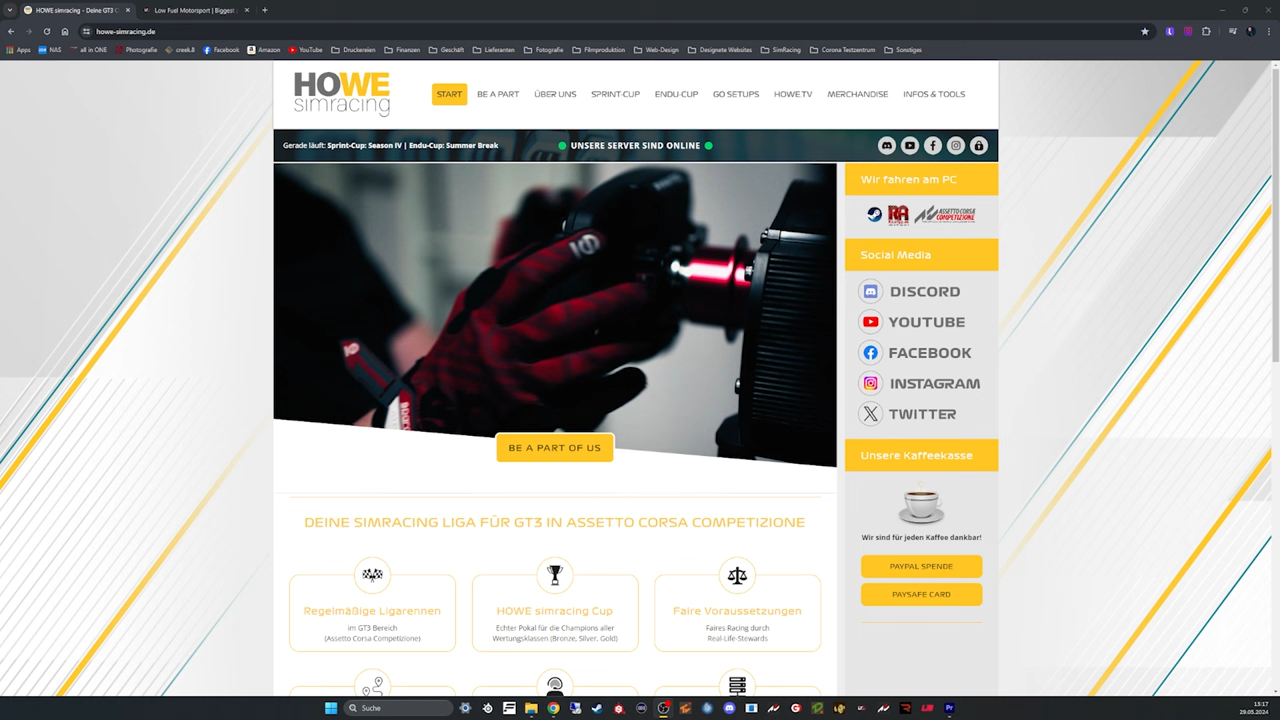 HOWE simracing - Deine GT3 C
Low Fuel Motorsport | Biggest
howe-simracing.de
Apps
NAS
all in ONE
Photografie
creek.8
Facebook
Amazon
YouTube
Druckereien
Finanzen
Geschäft
Lieferanten
Fotografie
Filmproduktion
Web-Design
Designete Websites
SimRacing
Corona Testzentrum
Sonstiges
HOWE
simracing
START
BE A PART
ÜBER UNS
SPRINT-CUP
ENDU-CUP
GO SETUPS
HOWE.TV
MERCHANDISE
INFOS & TOOLS
Gerade läuft: Sprint-Cup: Season IV | Endu-Cup: Summer Break
UNSERE SERVER SIND ONLINE
Wir fahren am PC
RA
ASSETTO CORSA
COMPETIZIONE
Social Media
DISCORD
YOUTUBE
FACEBOOK
INSTAGRAM
TWITTER
BE A PART OF US
Unsere Kaffeekasse
Wir sind für jeden Kaffee dankbar!
PAYPAL SPENDE
PAYSAFE CARD
DEINE SIMRACING LIGA FÜR GT3 IN ASSETTO CORSA COMPETIZIONE
Regelmäßige Ligarennen
im GT3 Bereich
(Assetto Corsa Competizione)
HOWE simracing Cup
Echter Pokal für die Champions aller
Wertungsklassen (Bronze, Silver, Gold)
Faire Voraussetzungen
Faires Racing durch
Real-Life-Stewards
Suche
13:17
29.05.2024